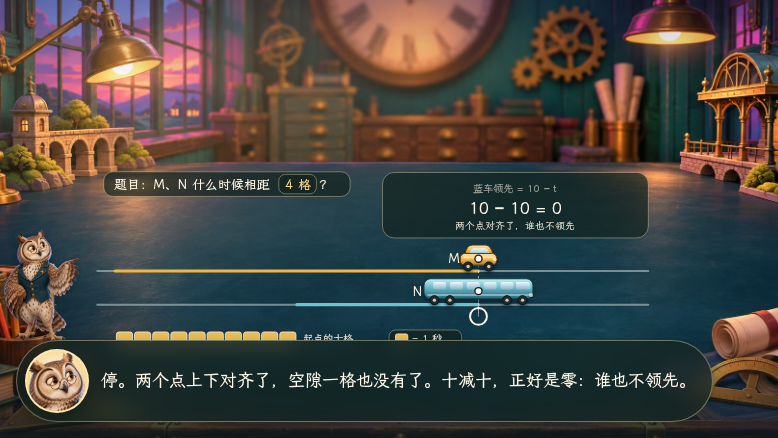 题目：M、N 什么时候相距 4 格 ？
蓝车领先 = 10 − t
10 − 10 = 0
两个点对齐了，谁也不领先
M
N
起点的十格
= 1 秒
停。两个点上下对齐了，空隙一格也没有了。十减十，正好是零：谁也不领先。